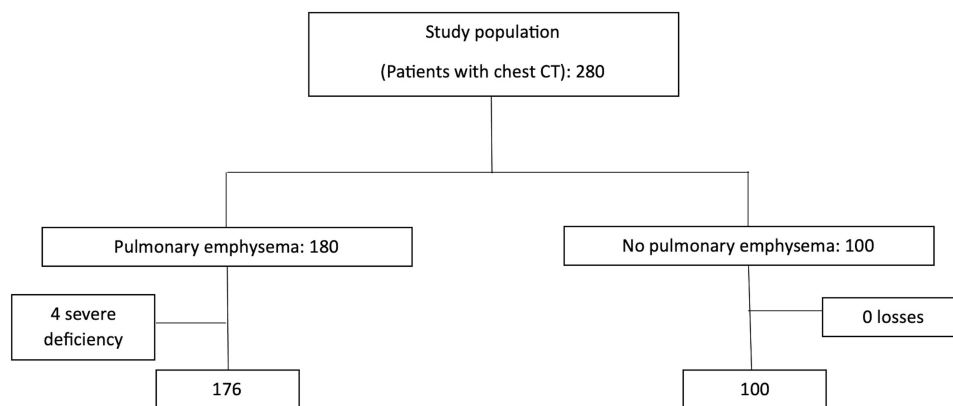 Study population
(Patients with chest CT): 280
Pulmonary emphysema: 180
No pulmonary emphysema: 100
4 severe
deficiency
0 losses
176
100